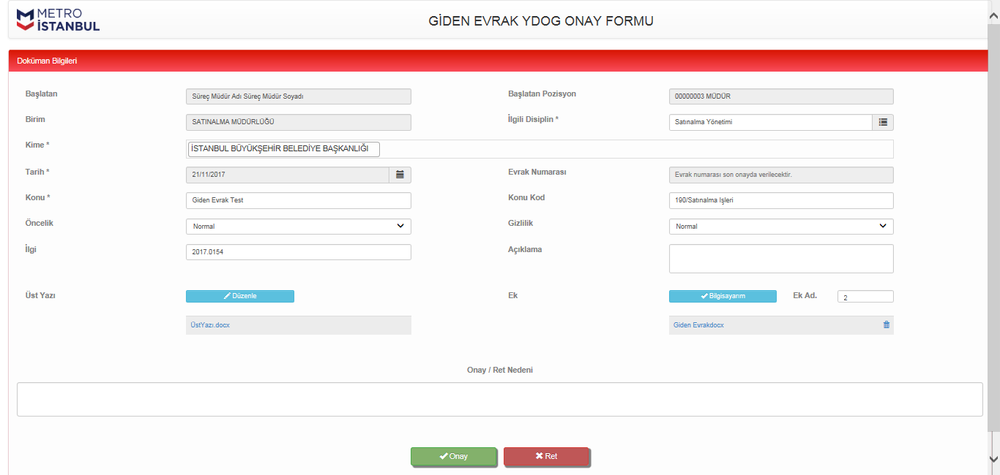 METRO
İSTANBUL
GİDEN EVRAK YDOG ONAY FORMU
Doküman Bilgileri
Başlatan
Süreç Müdür Adı Süreç Müdür Soyadı
Başlatan Pozisyon
00000003 MÜDÜR
Birim
SATINALMA MÜDÜRLÜĞÜ
İlgili Disiplin *
Satınalma Yönetimi
Kime *
İSTANBUL BÜYÜKŞEHİR BELEDİYE BAŞKANLIĞI
Tarih *
21/11/2017
Evrak Numarası
Evrak numarası son onayda verilecektir.
Konu *
Giden Evrak Test
Konu Kod
190/Satınalma İşleri
Öncelik
Normal
Gizlilik
Normal
İlgi
2017.0154
Açıklama
Üst Yazı
Düzenle
Ek
Bilgisayarım
Ek Ad.
2
ÜstYazı.docx
Giden Evrakdocx
Onay / Ret Nedeni
Onay
Ret